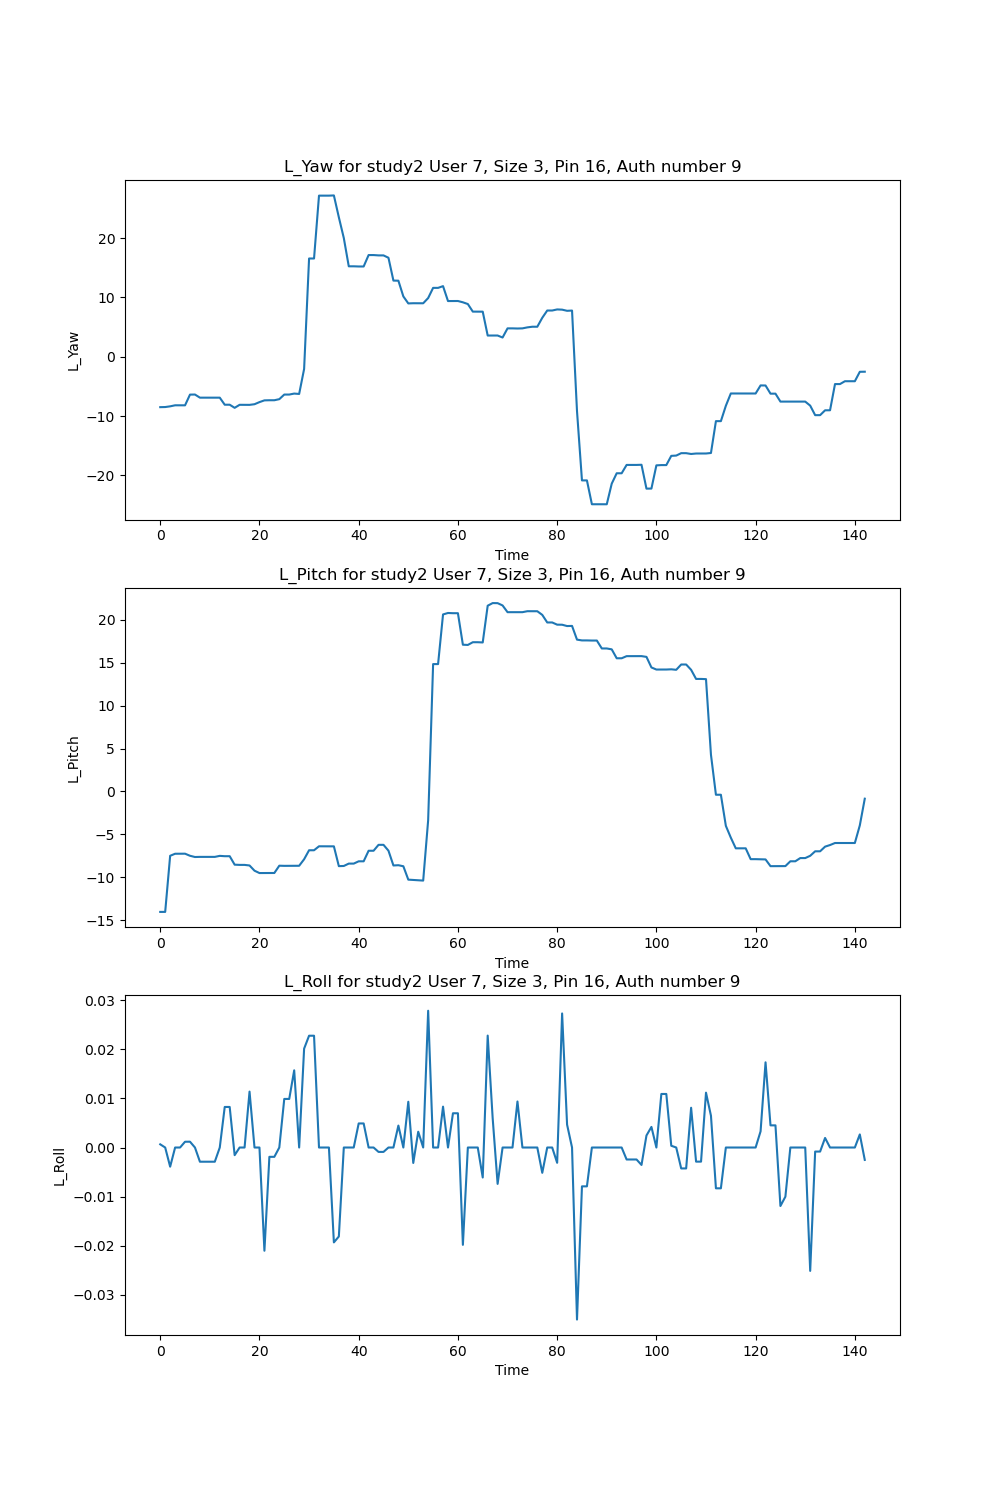 L_Yaw for study2 User 7, Size 3, Pin 16, Auth number 9
20
10
0
−10
−20
L_Yaw
0 20 40 60 80 100 120 140
Time
L_Pitch for study2 User 7, Size 3, Pin 16, Auth number 9
20
15
10
5
0
−5
−10
−15
L_Pitch
0 20 40 60 80 100 120 140
Time
L_Roll for study2 User 7, Size 3, Pin 16, Auth number 9
0.03
0.02
0.01
0.00
−0.01
−0.02
−0.03
L_Roll
0 20 40 60 80 100 120 140
Time